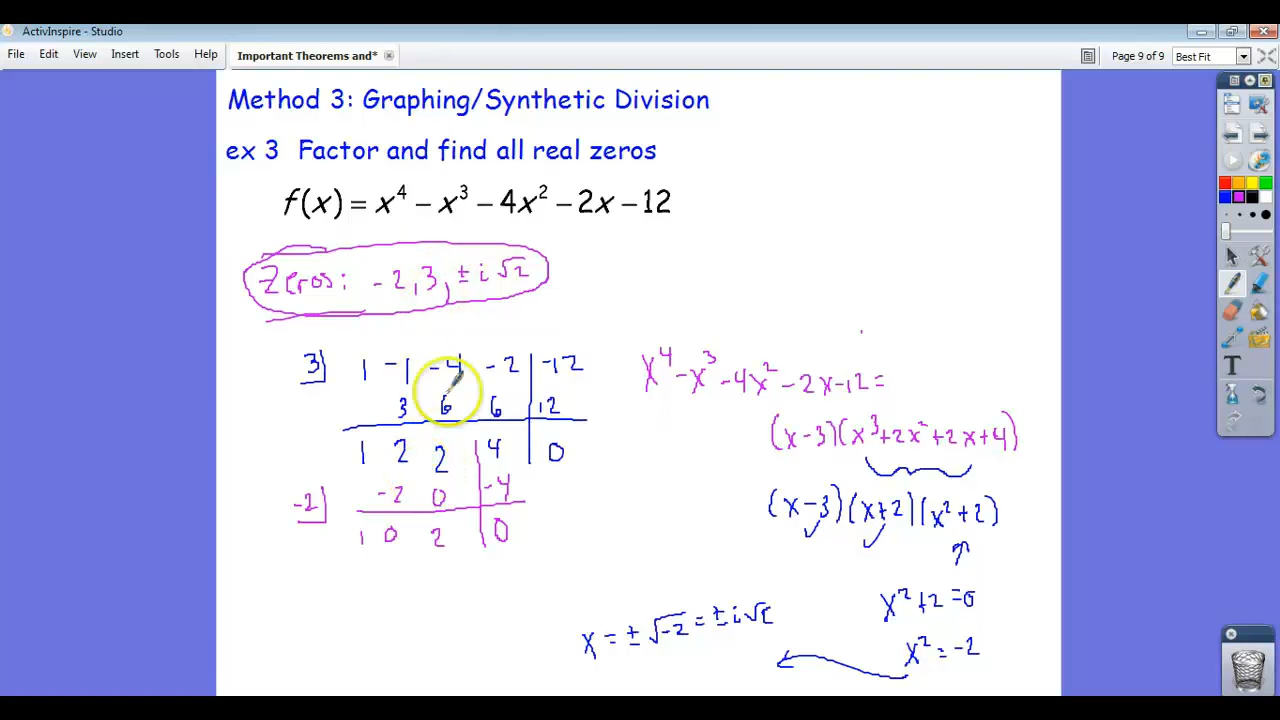 ActivInspire - Studio
File Edit View Insert Tools Help Important Theorems and* Page 9 of 9 Best Fit
Method 3: Graphing/Synthetic Division
ex 3 Factor and find all real zeros
f(x) = x⁴ − x³ − 4x² − 2x − 12
Zeros: -2, 3, ± i√2
3| 1 -1 -4 -2 -12
3 6 6 12
1 2 2 4 0
-2| -2 0 -4
1 0 2 0
x⁴ - x³ - 4x² - 2x - 12 =
(x-3)(x³+2x²+2x+4)
(x-3)(x+2)(x²+2)
x²+2=0
x² = -2
x = ± √-2 = ± i√2
T